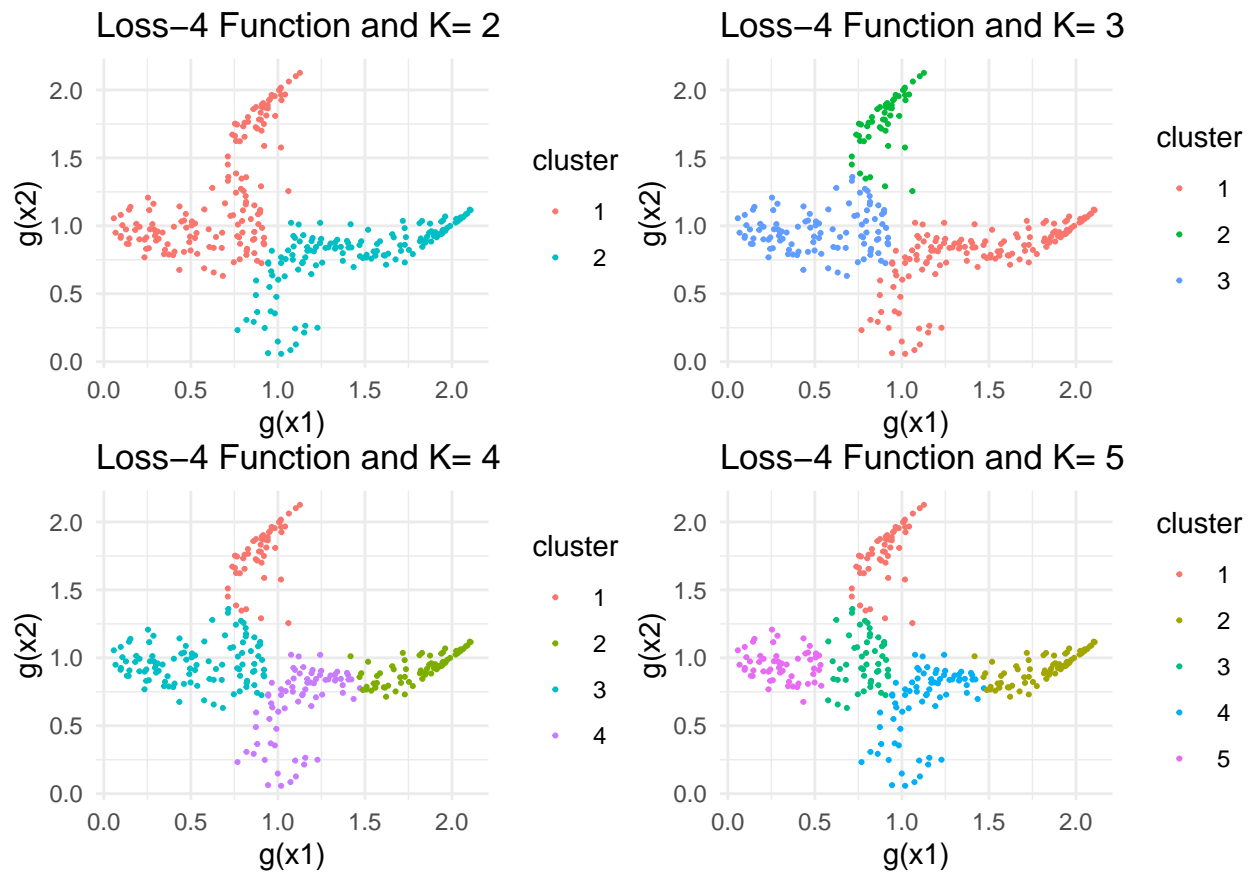 Loss−4 Function and K= 2
2.0
1.5
1.0
0.5
0.0
g(x2)
0.0 0.5 1.0 1.5 2.0
g(x1)
cluster
1
2
Loss−4 Function and K= 3
2.0
1.5
1.0
0.5
0.0
g(x2)
0.0 0.5 1.0 1.5 2.0
g(x1)
cluster
1
2
3
Loss−4 Function and K= 4
2.0
1.5
1.0
0.5
0.0
g(x2)
0.0 0.5 1.0 1.5 2.0
g(x1)
cluster
1
2
3
4
Loss−4 Function and K= 5
2.0
1.5
1.0
0.5
0.0
g(x2)
0.0 0.5 1.0 1.5 2.0
g(x1)
cluster
1
2
3
4
5